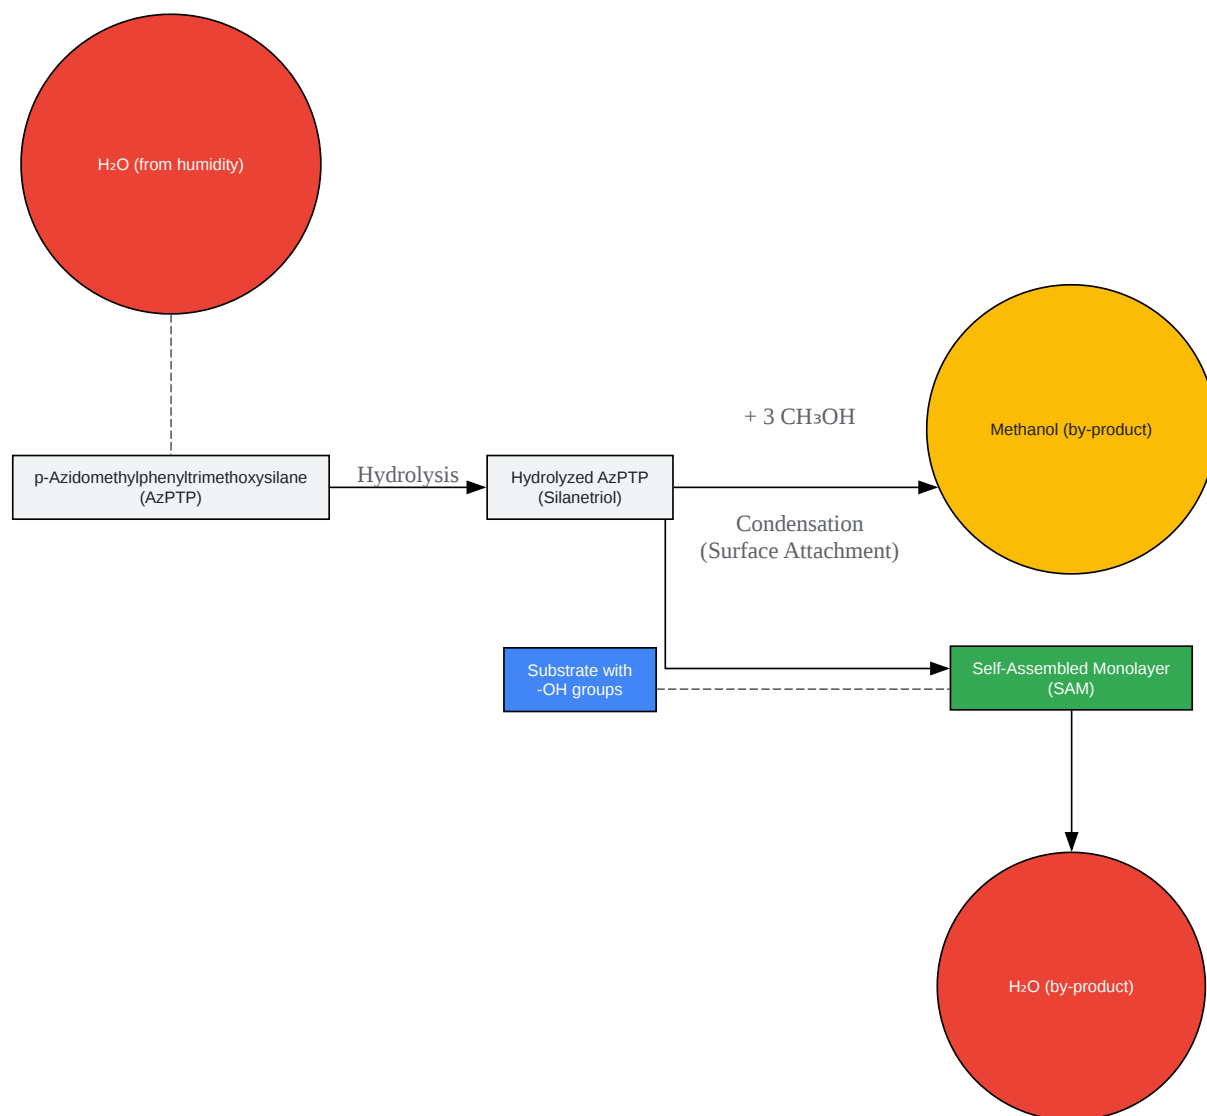 H₂O (from humidity)
+ 3 CH₃OH
Methanol (by-product)
p-Azidomethylphenyltrimethoxysilane
(AzPTP)
Hydrolysis
Hydrolyzed AzPTP
(Silanetriol)
Condensation
(Surface Attachment)
Substrate with
-OH groups
Self-Assembled Monolayer
(SAM)
H₂O (by-product)